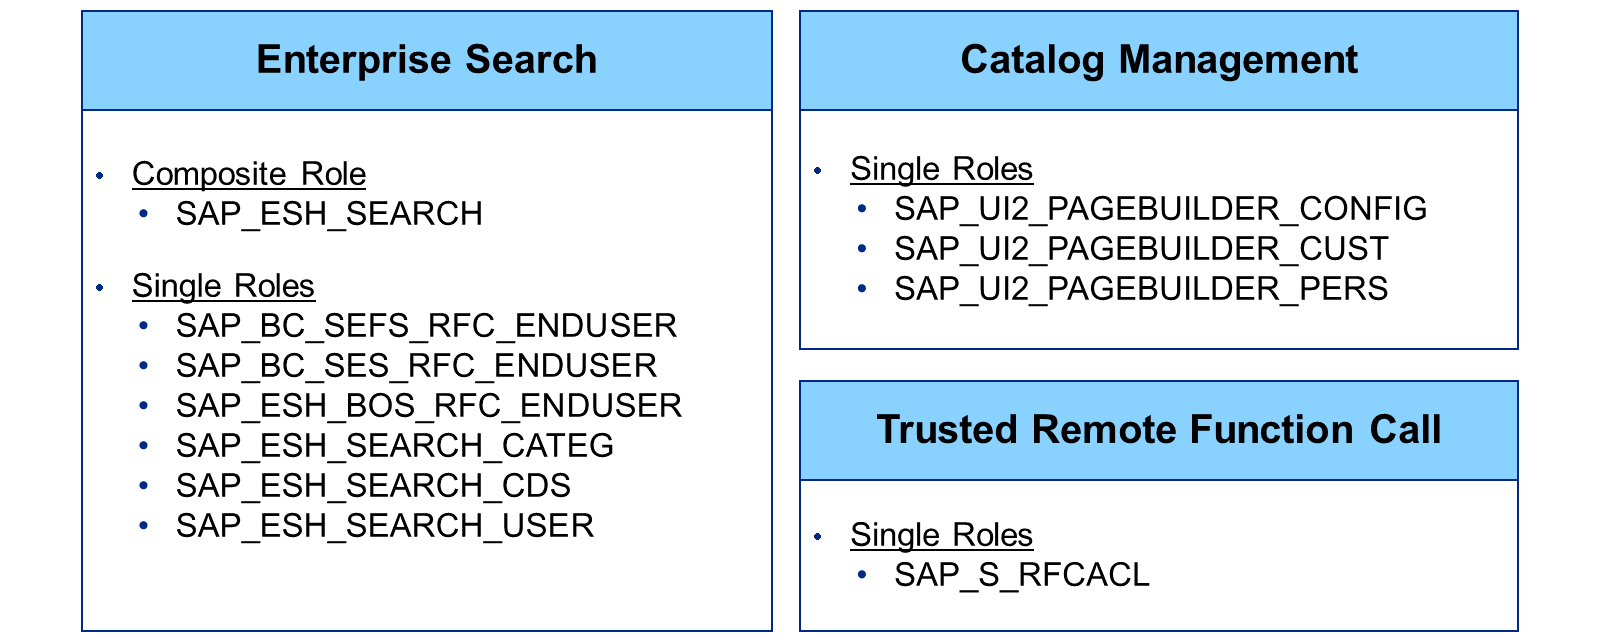 Enterprise Search
Composite Role
SAP_ESH_SEARCH
Single Roles
SAP_BC_SEFS_RFC_ENDUSER
SAP_BC_SES_RFC_ENDUSER
SAP_ESH_BOS_RFC_ENDUSER
SAP_ESH_SEARCH_CATEG
SAP_ESH_SEARCH_CDS
SAP_ESH_SEARCH_USER
Catalog Management
Single Roles
SAP_UI2_PAGEBUILDER_CONFIG
SAP_UI2_PAGEBUILDER_CUST
SAP_UI2_PAGEBUILDER_PERS
Trusted Remote Function Call
Single Roles
SAP_S_RFCACL